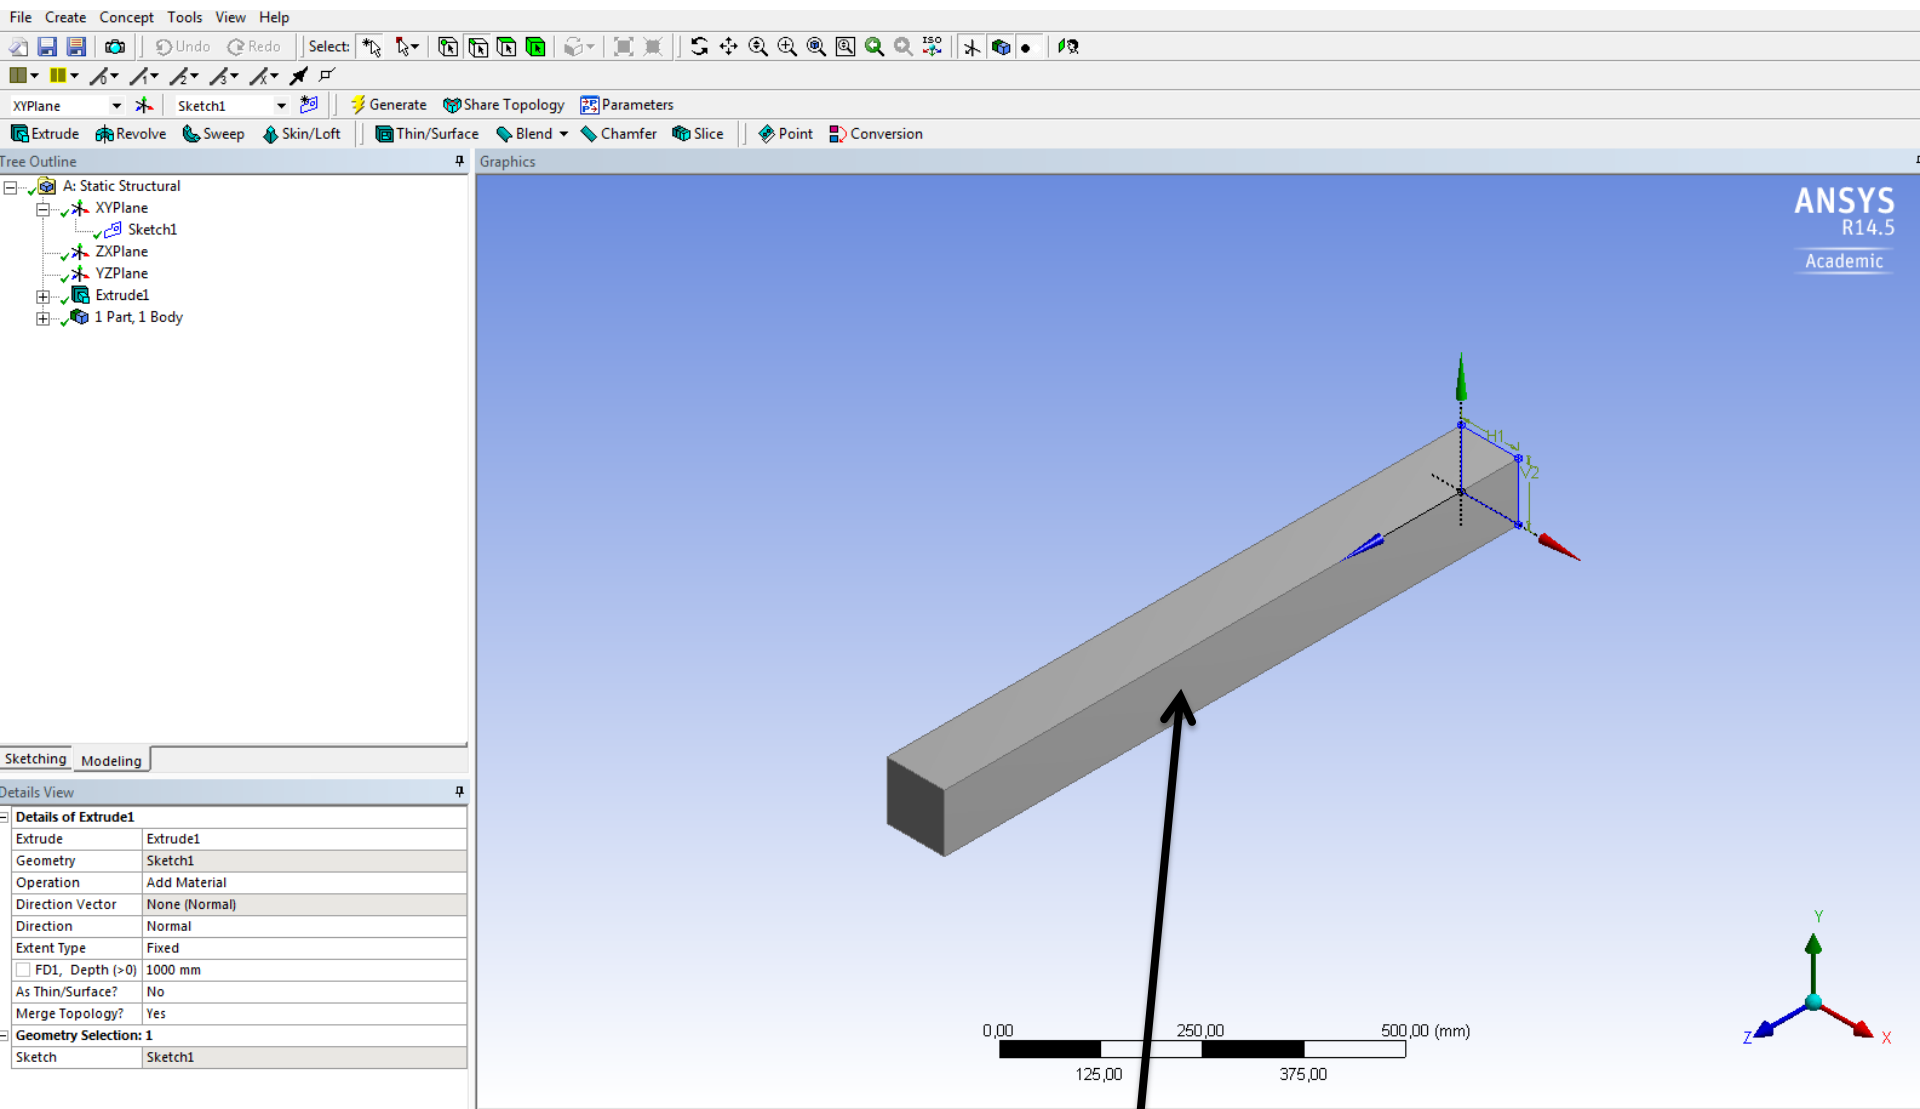 File Create Concept Tools View Help
Undo Redo Select: ISO
XYPlane Sketch1 Generate Share Topology Parameters
Extrude Revolve Sweep Skin/Loft Thin/Surface Blend Chamfer Slice Point Conversion
Tree Outline
Graphics
A: Static Structural
XYPlane
Sketch1
ZXPlane
YZPlane
Extrude1
1 Part, 1 Body
ANSYS
R14.5
Academic
H1
V2
Sketching Modeling
Details View
Details of Extrude1
Extrude Extrude1
Geometry Sketch1
Operation Add Material
Direction Vector None (Normal)
Direction Normal
Extent Type Fixed
FD1, Depth (>0) 1000 mm
As Thin/Surface? No
Merge Topology? Yes
Geometry Selection: 1
Sketch Sketch1
0,00 250,00 500,00 (mm)
125,00 375,00
Y
Z X